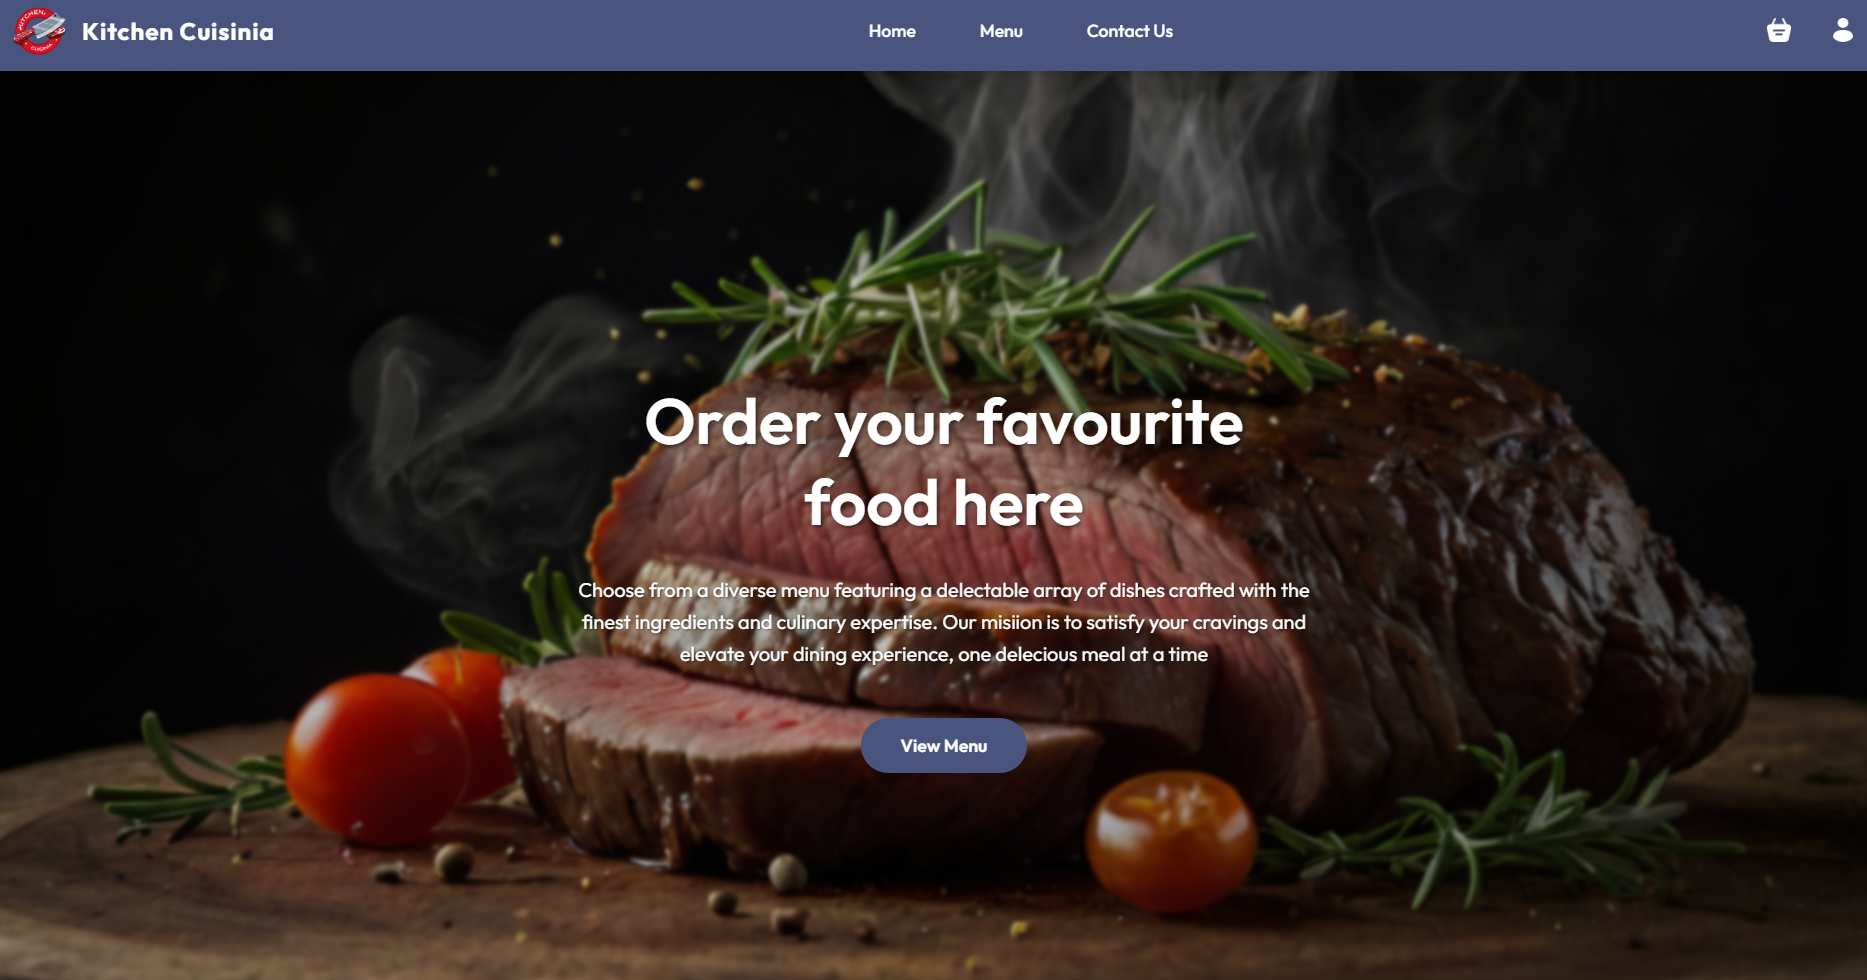 KITCHEN
CUISINIA
Kitchen Cuisinia
Home
Menu
Contact Us
Order your favourite
food here
Choose from a diverse menu featuring a delectable array of dishes crafted with the
finest ingredients and culinary expertise. Our misiion is to satisfy your cravings and
elevate your dining experience, one delecious meal at a time
View Menu